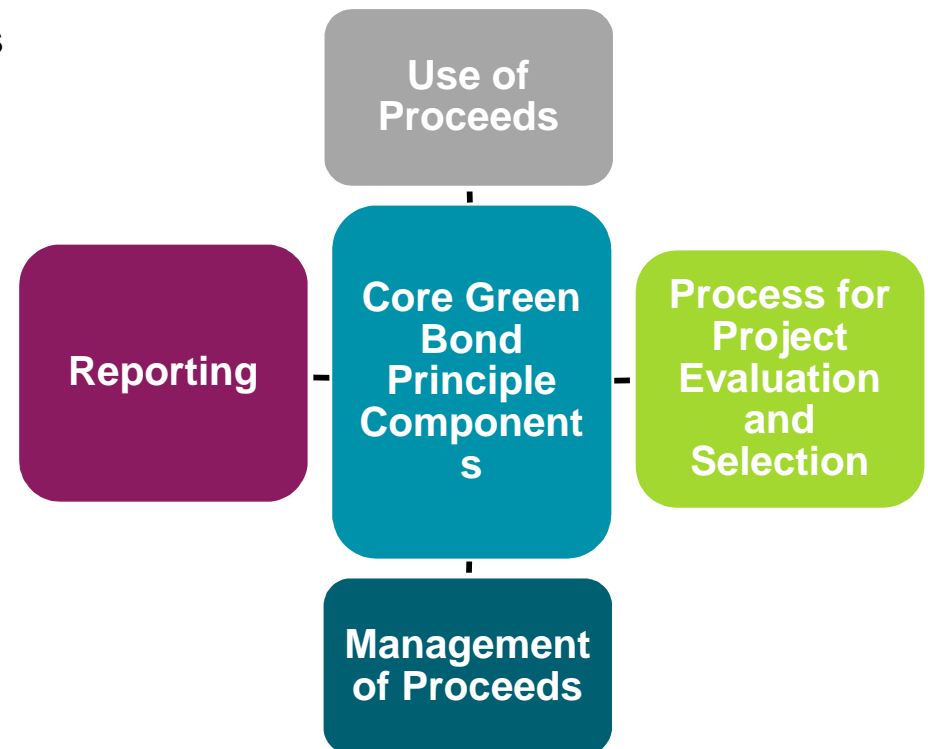 s
Use of
Proceeds
Core Green
Bond
Principle
Component
s
Process for
Project
Evaluation
and
Selection
Reporting
Management
of Proceeds